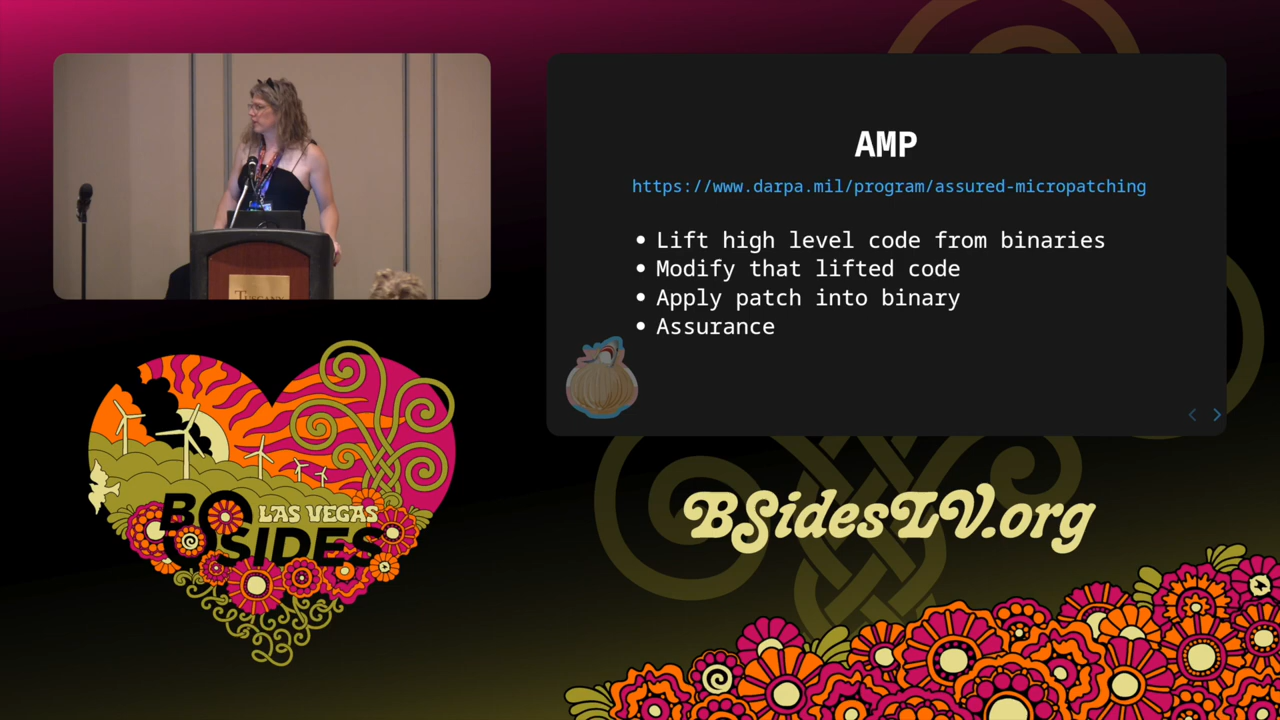 AMP
https://www.darpa.mil/program/assured-micropatching
• Lift high level code from binaries
• Modify that lifted code
• Apply patch into binary
• Assurance
TUSCANY
LAS VEGAS
BSIDES
BSidesLV.org